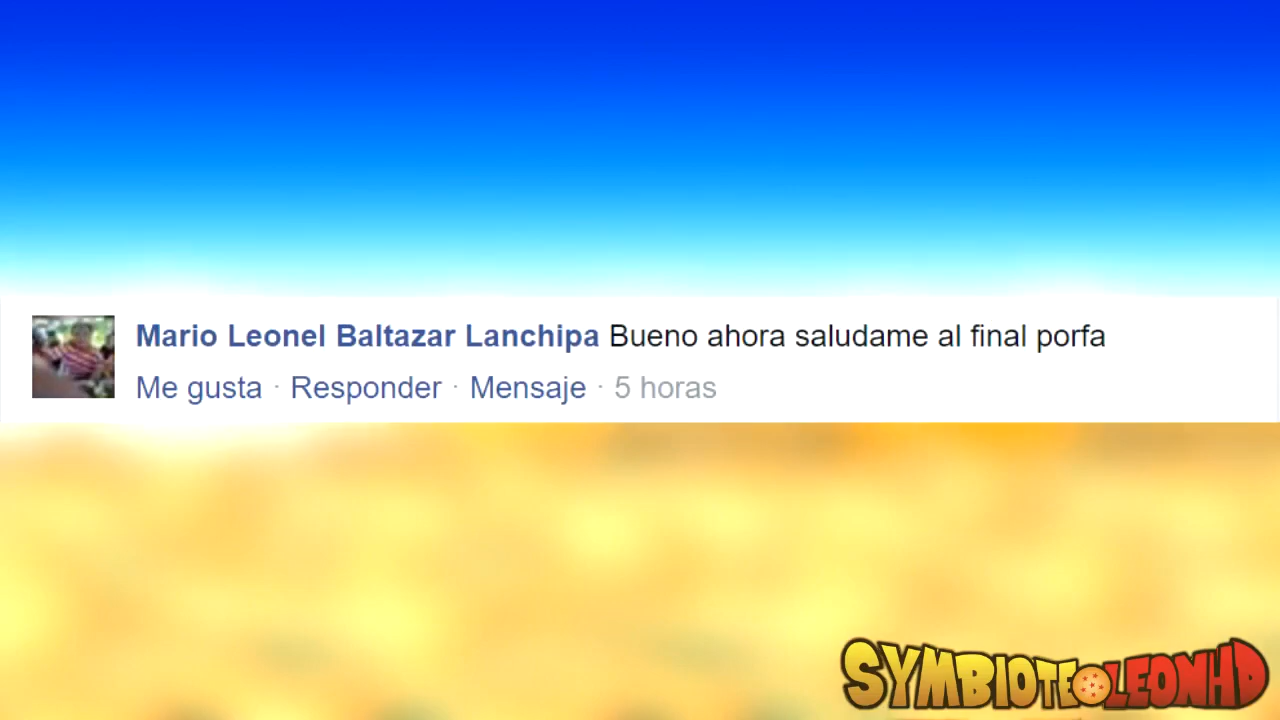 Mario Leonel Baltazar Lanchipa Bueno ahora saludame al final porfa
Me gusta · Responder · Mensaje · 5 horas
SYMBIOTELEONHD